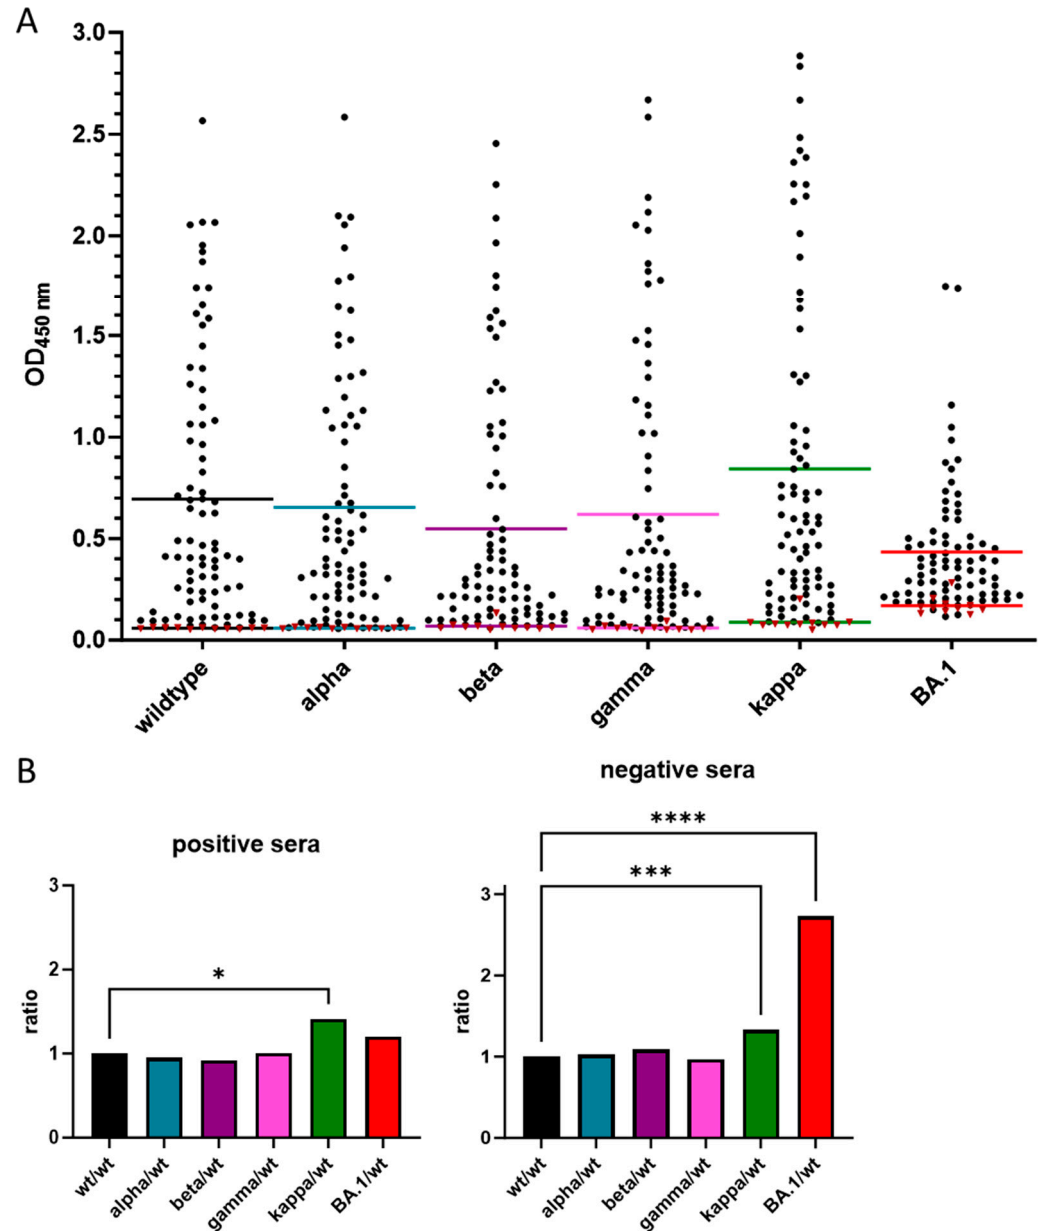 A
3.0
2.5
2.0
1.5
1.0
0.5
0.0
OD450 nm
wildtype
alpha
beta
gamma
kappa
BA.1
B
positive sera
3
2
1
0
ratio
*
wt/wt
alpha/wt
beta/wt
gamma/wt
kappa/wt
BA.1/wt
negative sera
****
***
3
2
1
0
ratio
wt/wt
alpha/wt
beta/wt
gamma/wt
kappa/wt
BA.1/wt